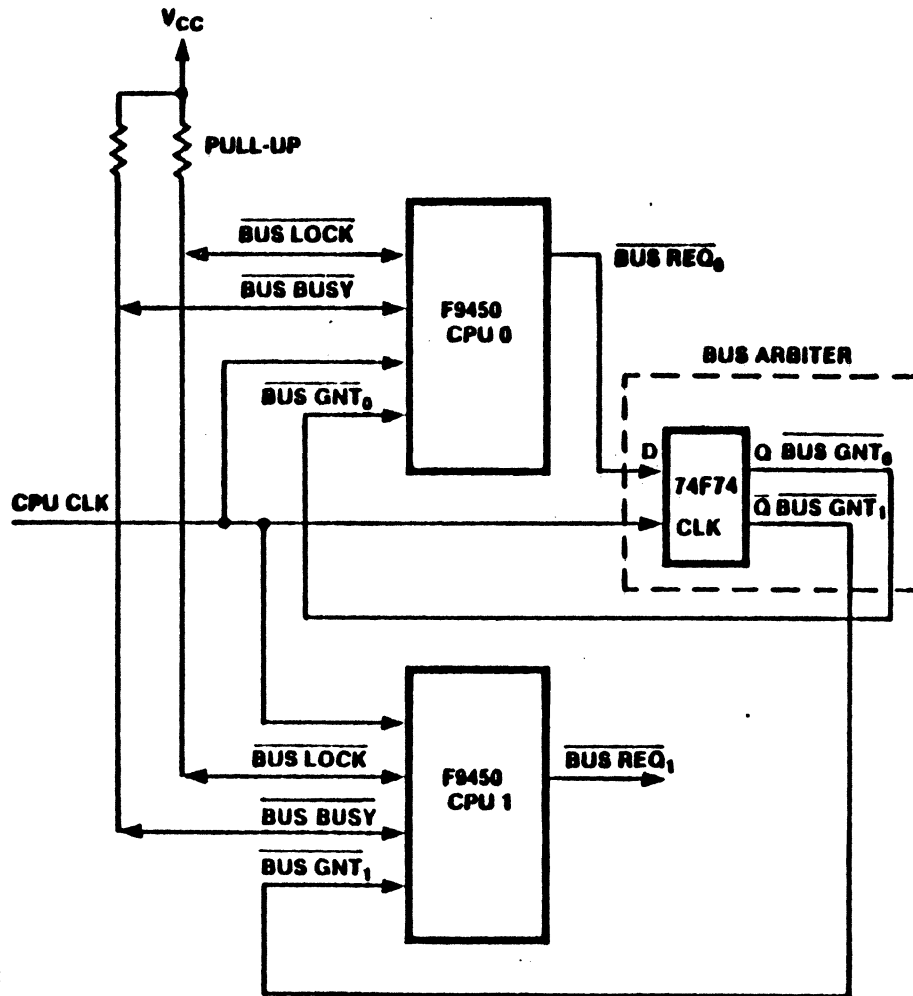 VCC
PULL-UP
BUS LOCK
BUS REQ0
BUS BUSY
F9450
CPU 0
BUS ARBITER
BUS GNT0
D
Q BUS GNT0
74F74
CPU CLK
Q̄ BUS GNT1
CLK
BUS LOCK
F9450
CPU 1
BUS REQ1
BUS BUSY
BUS GNT1